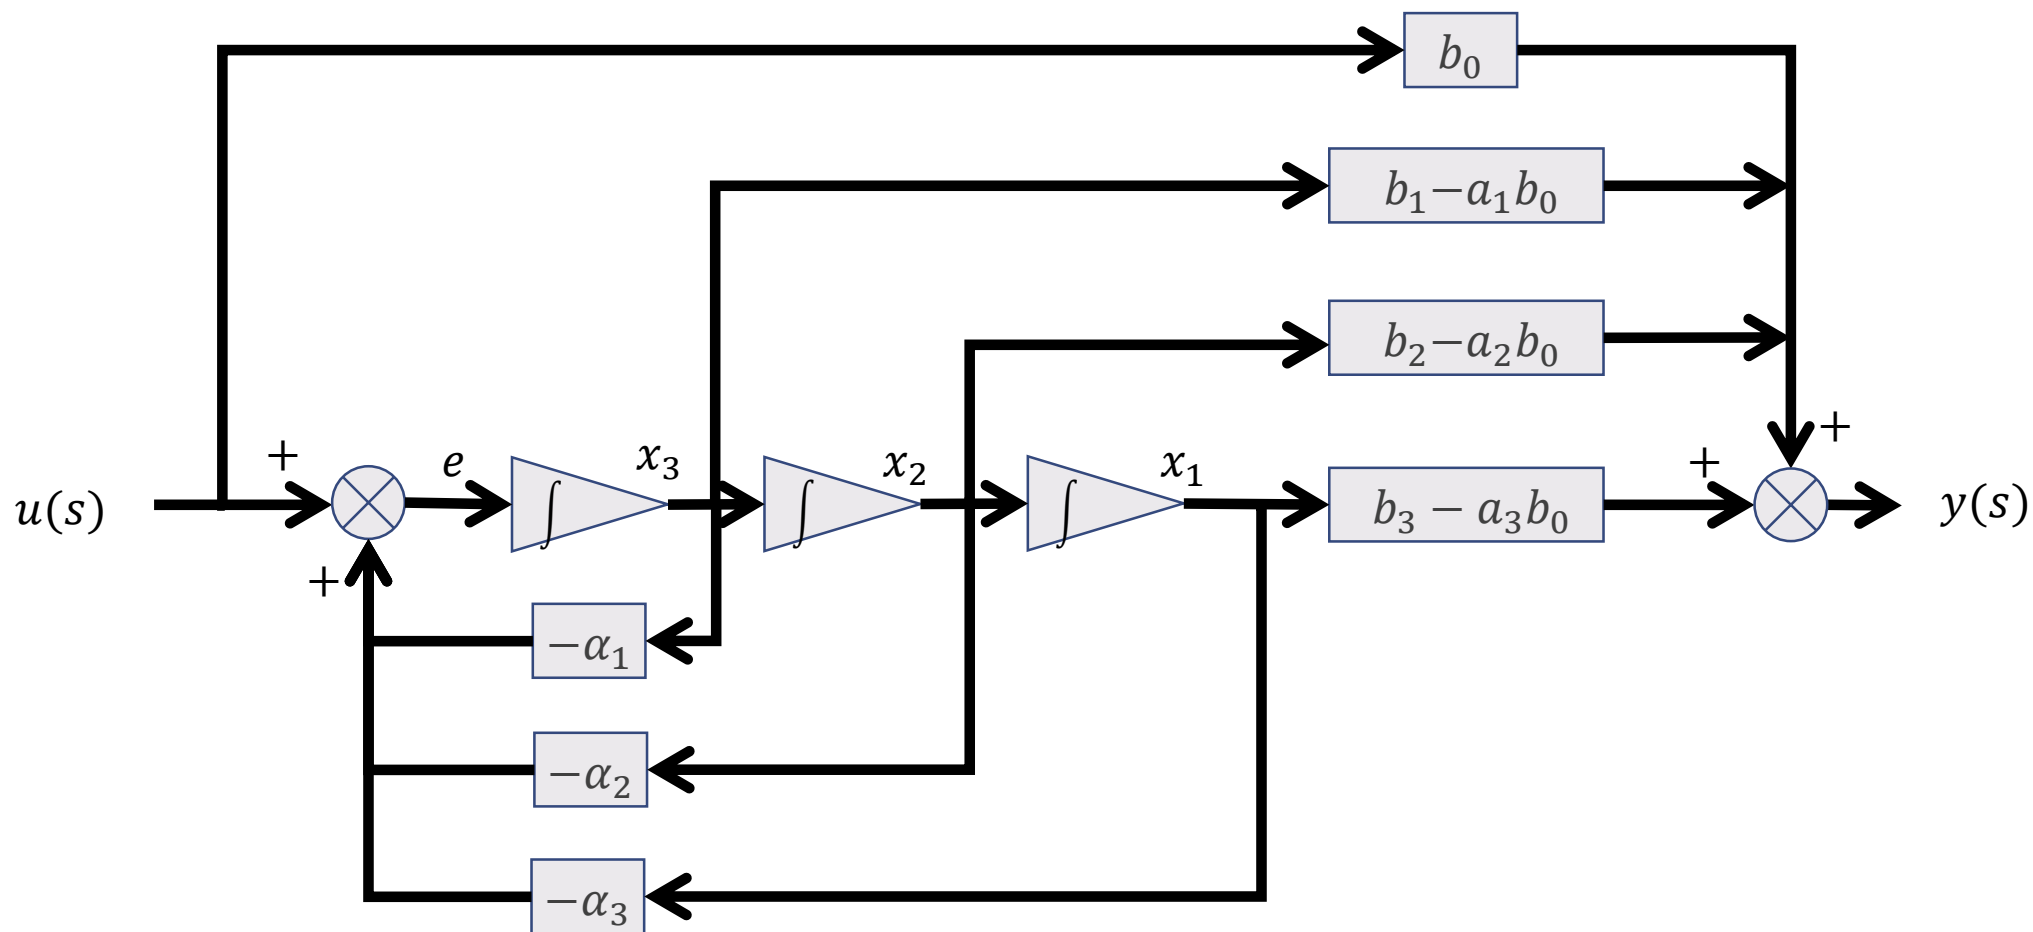 b₀
b₁−a₁b₀
b₂−a₂b₀
+
+
+
e
x₃
x₂
x₁
u(s)
∫
∫
∫
b₃ − a₃b₀
y(s)
+
−α₁
−α₂
−α₃